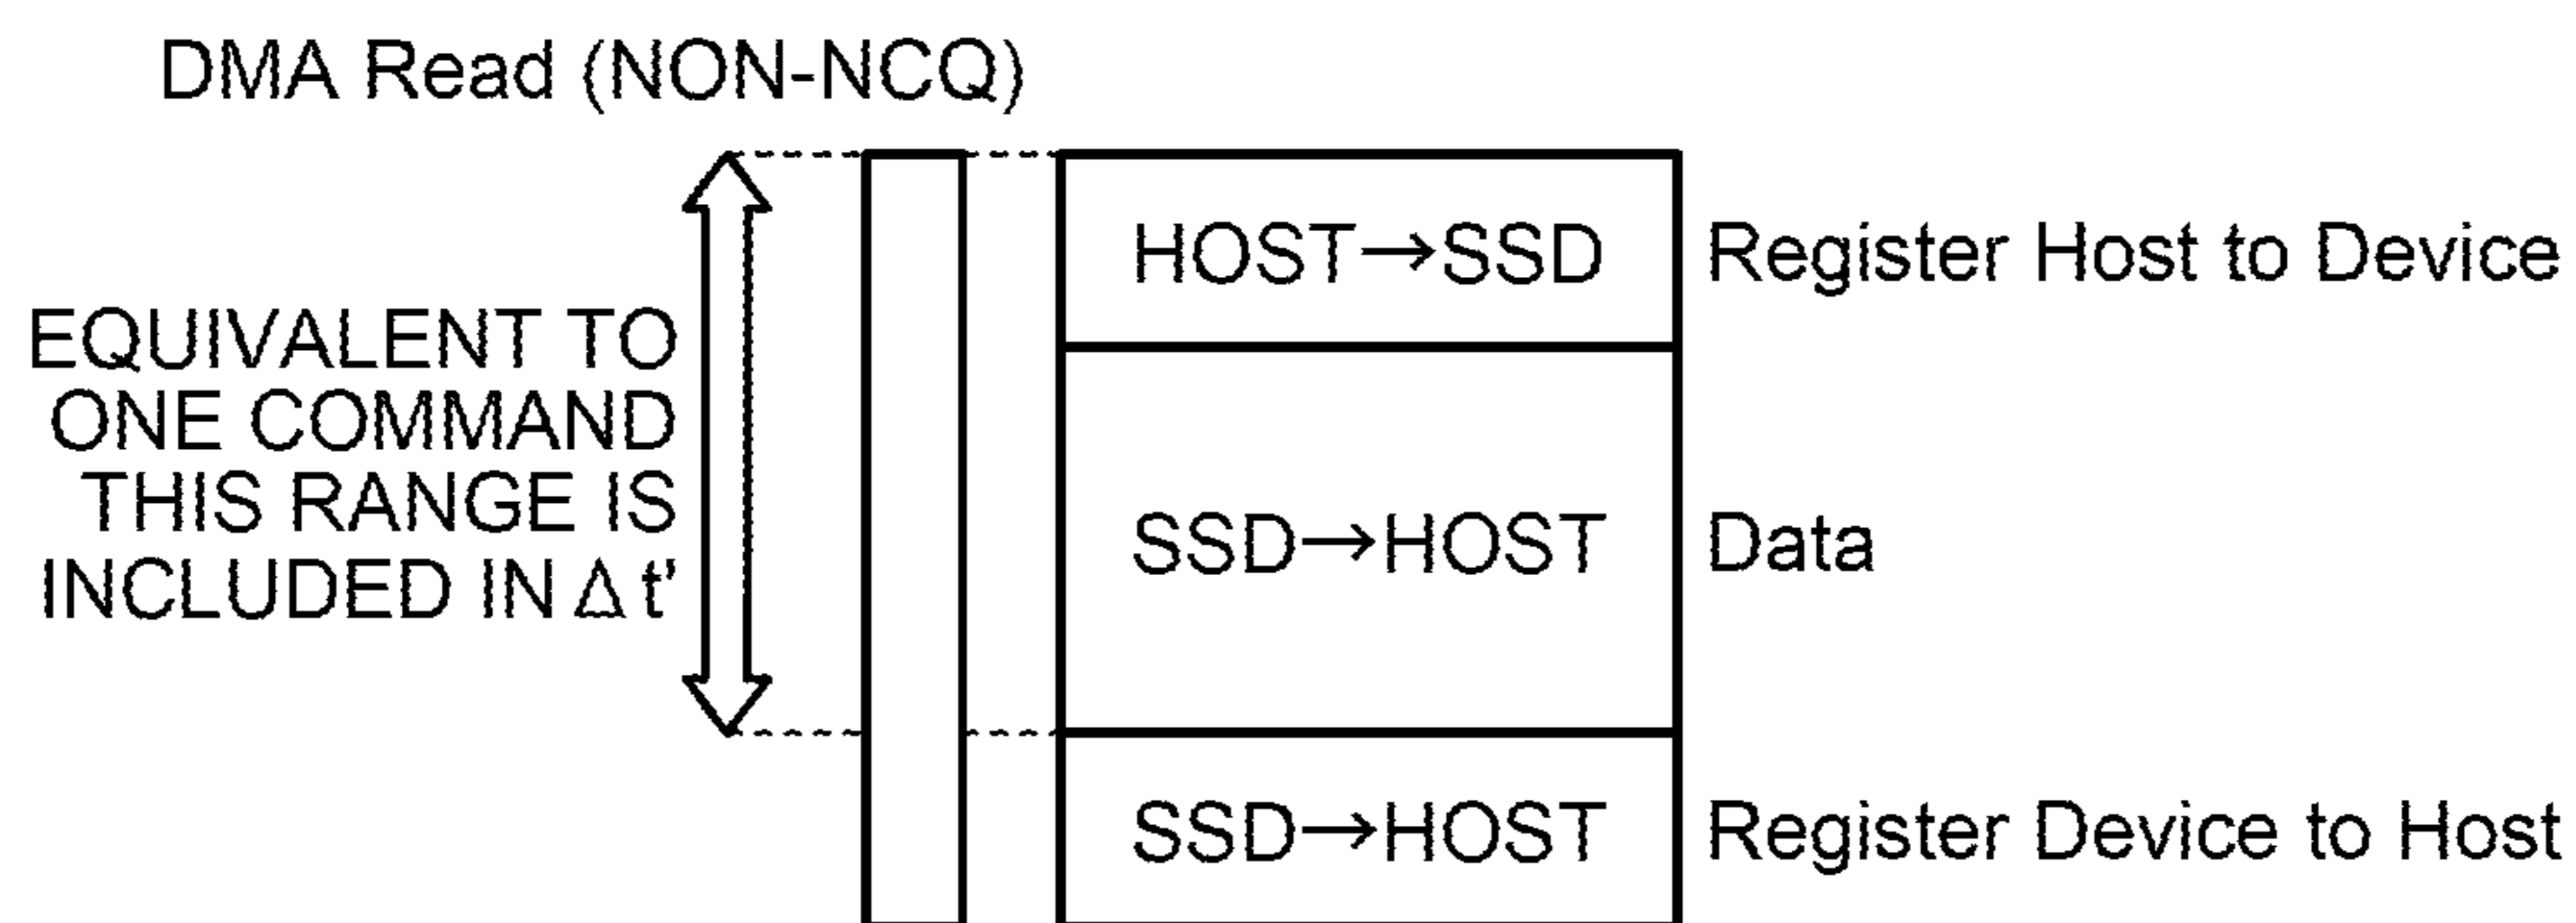 DMA Read (NON-NCQ)
HOST→SSD
Register Host to Device
EQUIVALENT TO
ONE COMMAND
THIS RANGE IS
INCLUDED IN Δt'
SSD→HOST
Data
SSD→HOST
Register Device to Host